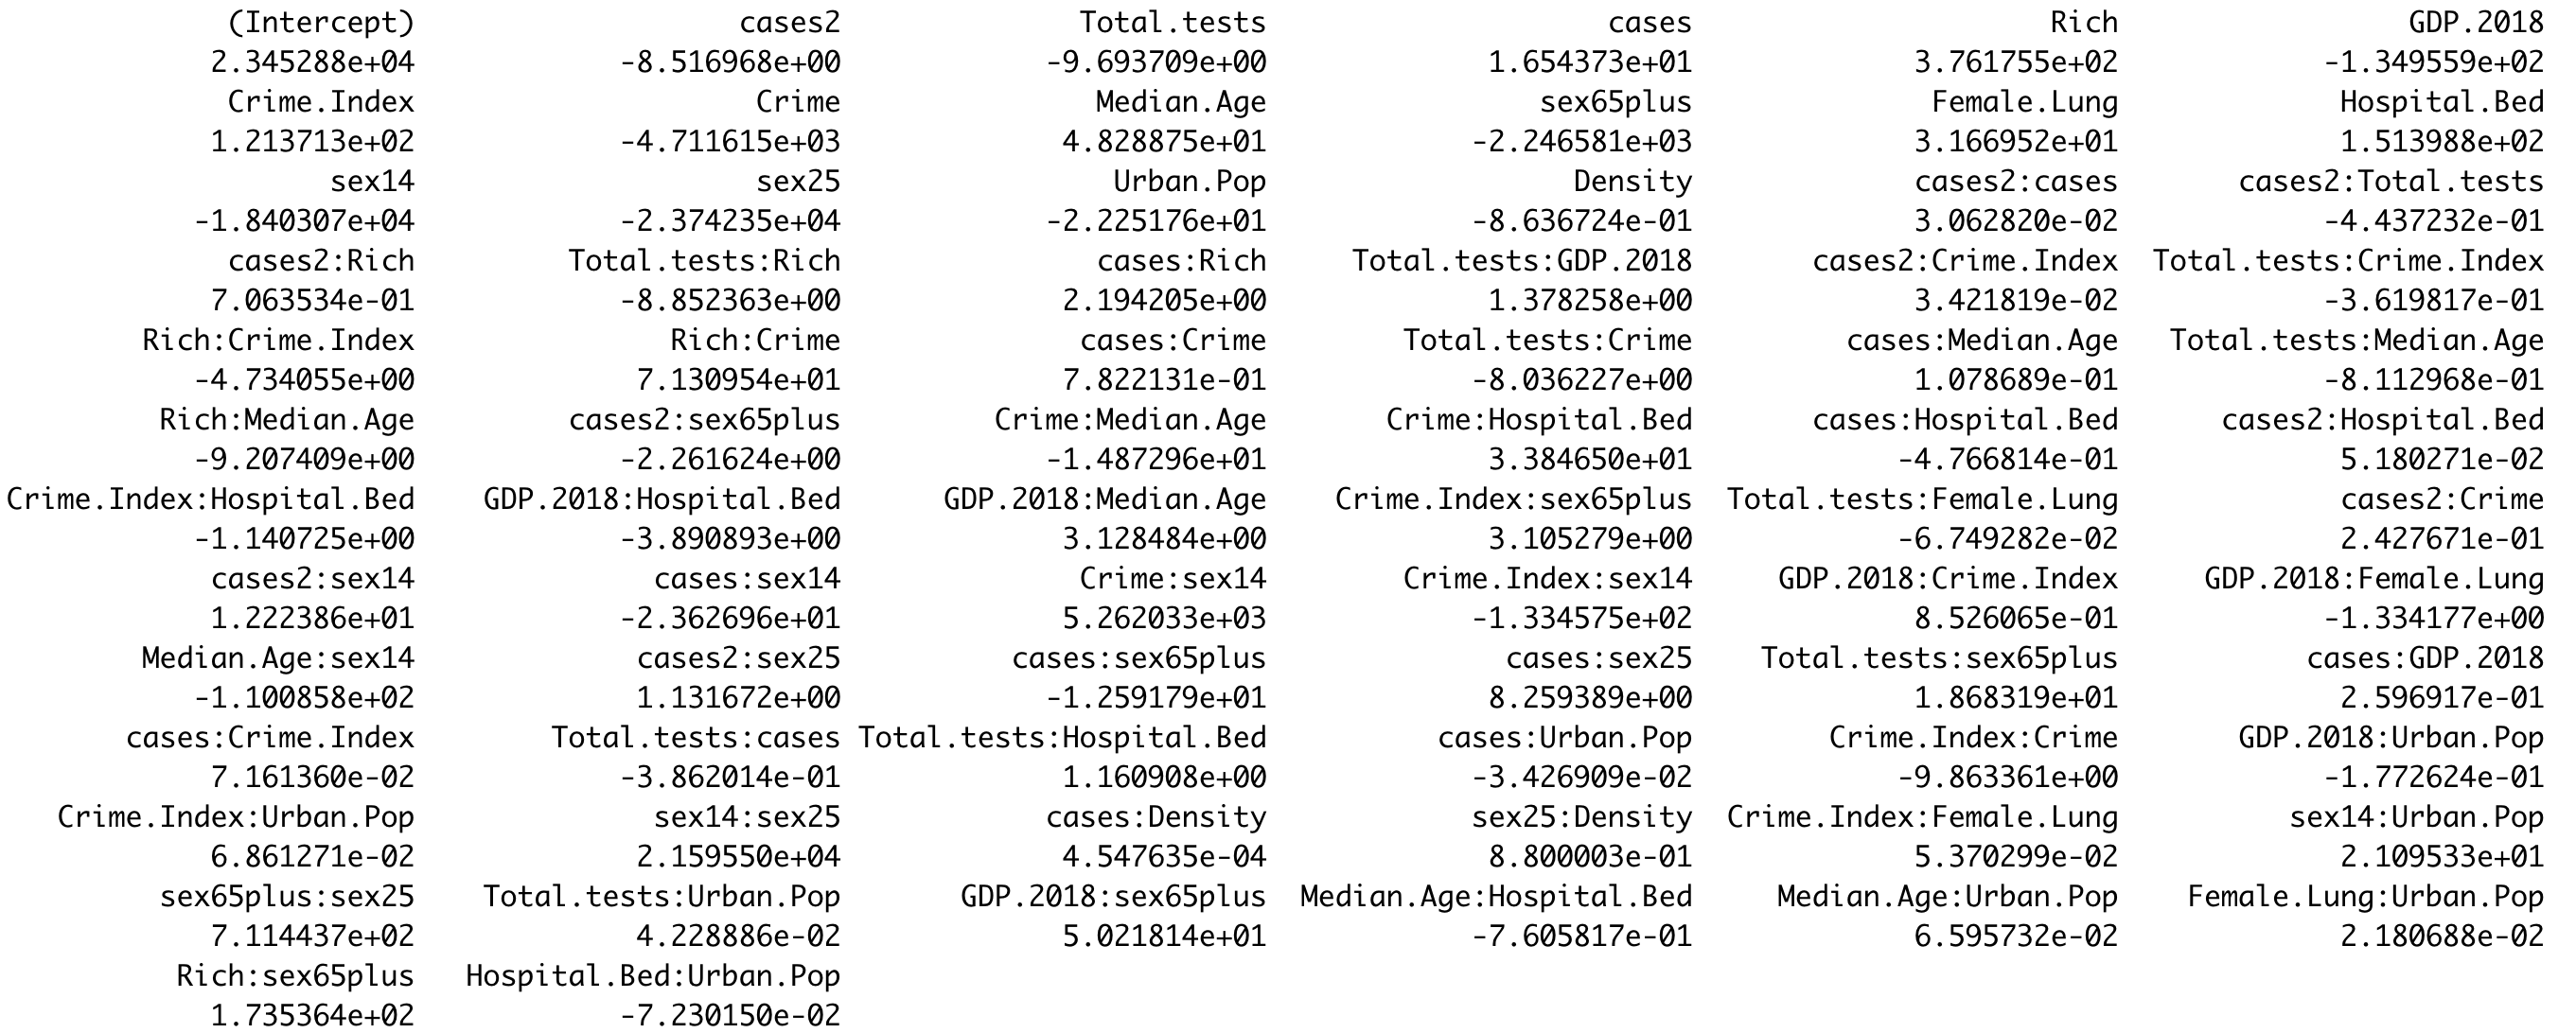 (Intercept) cases2 Total.tests cases Rich GDP.2018
2.345288e+04 -8.516968e+00 -9.693709e+00 1.654373e+01 3.761755e+02 -1.349559e+02
Crime.Index Crime Median.Age sex65plus Female.Lung Hospital.Bed
1.213713e+02 -4.711615e+03 4.828875e+01 -2.246581e+03 3.166952e+01 1.513988e+02
sex14 sex25 Urban.Pop Density cases2:cases cases2:Total.tests
-1.840307e+04 -2.374235e+04 -2.225176e+01 -8.636724e-01 3.062820e-02 -4.437232e-01
cases2:Rich Total.tests:Rich cases:Rich Total.tests:GDP.2018 cases2:Crime.Index Total.tests:Crime.Index
7.063534e-01 -8.852363e+00 2.194205e+00 1.378258e+00 3.421819e-02 -3.619817e-01
Rich:Crime.Index Rich:Crime cases:Crime Total.tests:Crime cases:Median.Age Total.tests:Median.Age
-4.734055e+00 7.130954e+01 7.822131e-01 -8.036227e+00 1.078689e-01 -8.112968e-01
Rich:Median.Age cases2:sex65plus Crime:Median.Age Crime:Hospital.Bed cases:Hospital.Bed cases2:Hospital.Bed
-9.207409e+00 -2.261624e+00 -1.487296e+01 3.384650e+01 -4.766814e-01 5.180271e-02
Crime.Index:Hospital.Bed GDP.2018:Hospital.Bed GDP.2018:Median.Age Crime.Index:sex65plus Total.tests:Female.Lung cases2:Crime
-1.140725e+00 -3.890893e+00 3.128484e+00 3.105279e+00 -6.749282e-02 2.427671e-01
cases2:sex14 cases:sex14 Crime:sex14 Crime.Index:sex14 GDP.2018:Crime.Index GDP.2018:Female.Lung
1.222386e+01 -2.362696e+01 5.262033e+03 -1.334575e+02 8.526065e-01 -1.334177e+00
Median.Age:sex14 cases2:sex25 cases:sex65plus cases:sex25 Total.tests:sex65plus cases:GDP.2018
-1.100858e+02 1.131672e+00 -1.259179e+01 8.259389e+00 1.868319e+01 2.596917e-01
cases:Crime.Index Total.tests:cases Total.tests:Hospital.Bed cases:Urban.Pop Crime.Index:Crime GDP.2018:Urban.Pop
7.161360e-02 -3.862014e-01 1.160908e+00 -3.426909e-02 -9.863361e+00 -1.772624e-01
Crime.Index:Urban.Pop sex14:sex25 cases:Density sex25:Density Crime.Index:Female.Lung sex14:Urban.Pop
6.861271e-02 2.159550e+04 4.547635e-04 8.800003e-01 5.370299e-02 2.109533e+01
sex65plus:sex25 Total.tests:Urban.Pop GDP.2018:sex65plus Median.Age:Hospital.Bed Median.Age:Urban.Pop Female.Lung:Urban.Pop
7.114437e+02 4.228886e-02 5.021814e+01 -7.605817e-01 6.595732e-02 2.180688e-02
Rich:sex65plus Hospital.Bed:Urban.Pop
1.735364e+02 -7.230150e-02